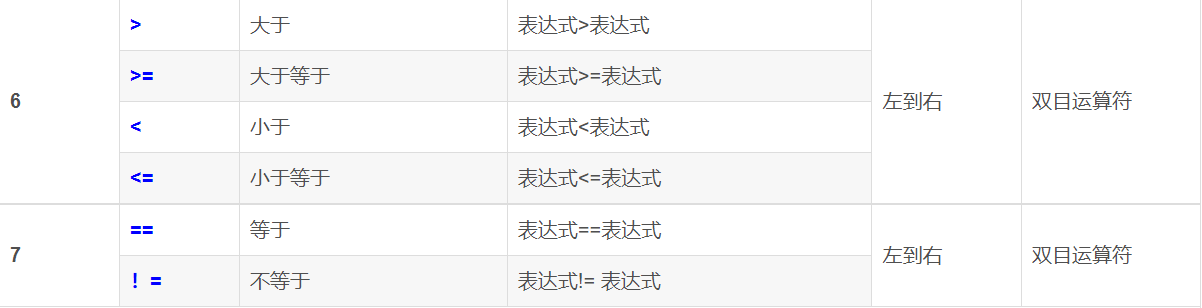 > 大于 表达式>表达式
>= 大于等于 表达式>=表达式
6 左到右 双目运算符
< 小于 表达式<表达式
<= 小于等于 表达式<=表达式
== 等于 表达式==表达式
7 左到右 双目运算符
! = 不等于 表达式!= 表达式